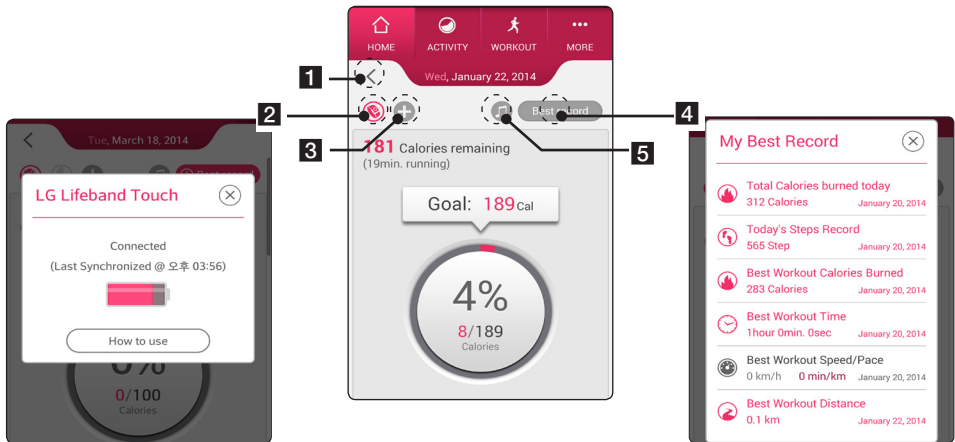 HOME ACTIVITY WORKOUT MORE
1
Wed, January 22, 2014
2
Best record
4
3
5
181 Calories remaining
(19min. running)
Goal: 189 Cal
4%
8/189
Calories
Tue, March 18, 2014
LG Lifeband Touch
Connected
(Last Synchronized @ 오후 03:56)
How to use
0%
0/100
Calories
My Best Record
Total Calories burned today
312 Calories January 20, 2014
Today's Steps Record
565 Step January 20, 2014
Best Workout Calories Burned
283 Calories January 20, 2014
Best Workout Time
1hour 0min. 0sec January 20, 2014
Best Workout Speed/Pace
0 km/h 0 min/km January 20, 2014
Best Workout Distance
0.1 km January 22, 2014